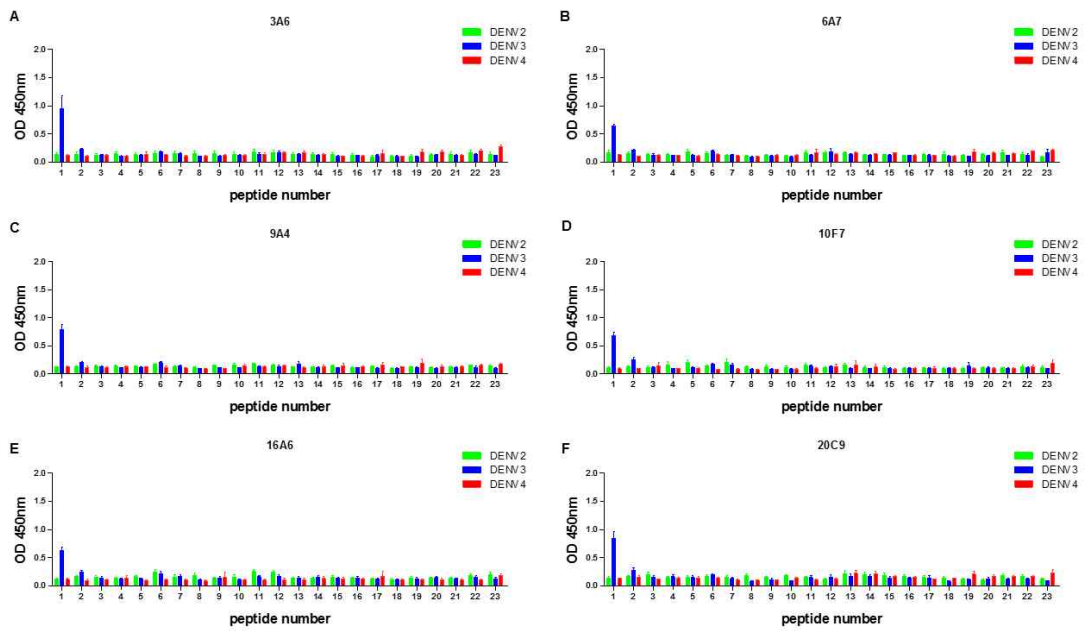 A
3A6
DENV2
DENV3
DENV4
OD 450nm
2.0
1.5
1.0
0.5
0.0
1 2 3 4 5 6 7 8 9 10 11 12 13 14 15 16 17 18 19 20 21 22 23
peptide number
B
6A7
DENV2
DENV3
DENV4
OD 450nm
2.0
1.5
1.0
0.5
0.0
1 2 3 4 5 6 7 8 9 10 11 12 13 14 15 16 17 18 19 20 21 22 23
peptide number
C
9A4
DENV2
DENV3
DENV4
OD 450nm
2.0
1.5
1.0
0.5
0.0
1 2 3 4 5 6 7 8 9 10 11 12 13 14 15 16 17 18 19 20 21 22 23
peptide number
D
10F7
DENV2
DENV3
DENV4
OD 450nm
2.0
1.5
1.0
0.5
0.0
1 2 3 4 5 6 7 8 9 10 11 12 13 14 15 16 17 18 19 20 21 22 23
peptide number
E
16A6
DENV2
DENV3
DENV4
OD 450nm
2.0
1.5
1.0
0.5
0.0
1 2 3 4 5 6 7 8 9 10 11 12 13 14 15 16 17 18 19 20 21 22 23
peptide number
F
20C9
DENV2
DENV3
DENV4
OD 450nm
2.0
1.5
1.0
0.5
0.0
1 2 3 4 5 6 7 8 9 10 11 12 13 14 15 16 17 18 19 20 21 22 23
peptide number